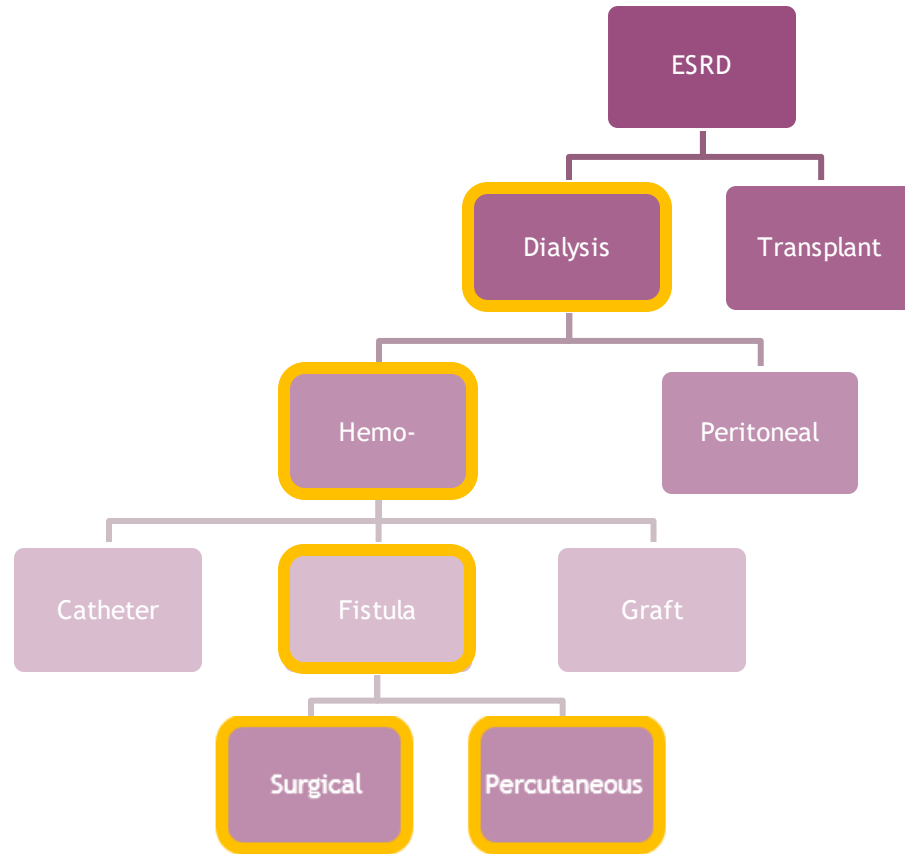 ESRD
Dialysis
Transplant
Hemo-
Peritoneal
Catheter
Fistula
Graft
Surgical
Percutaneous